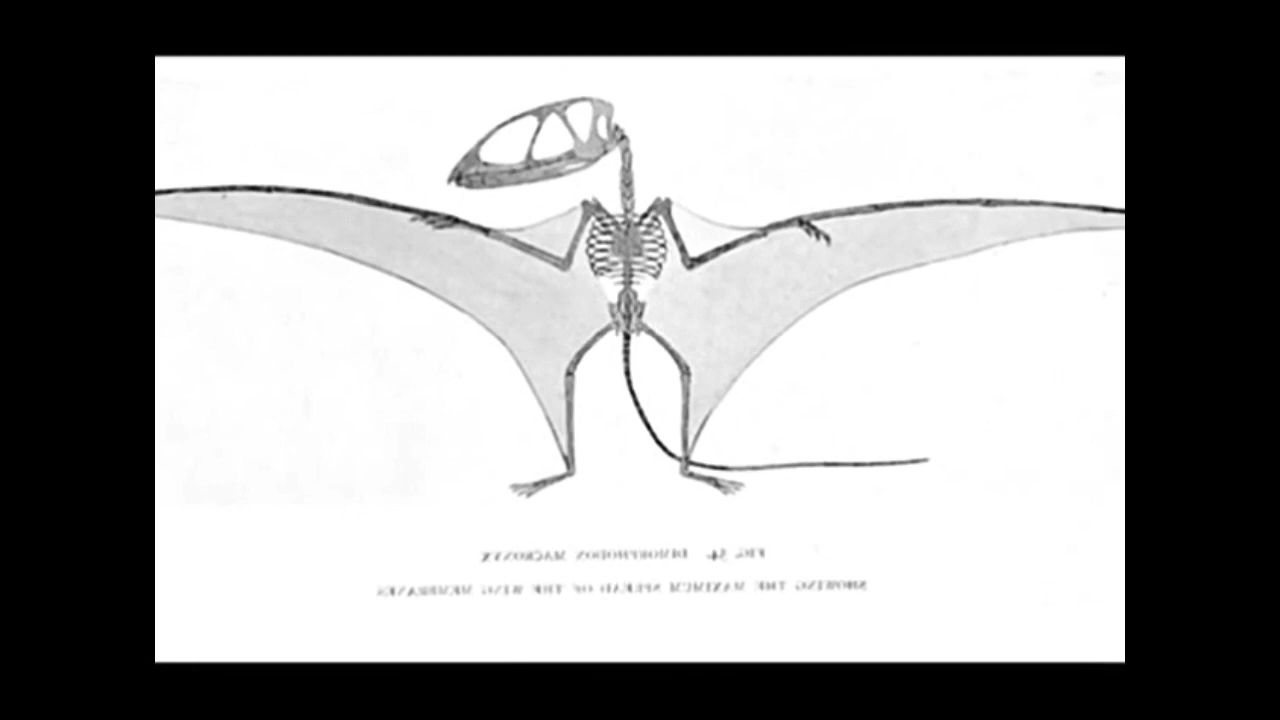 FIG. 54. DIMORPHODON MACRONYX
SHOWING THE MAXIMUM SPREAD OF THE WING MEMBRANES